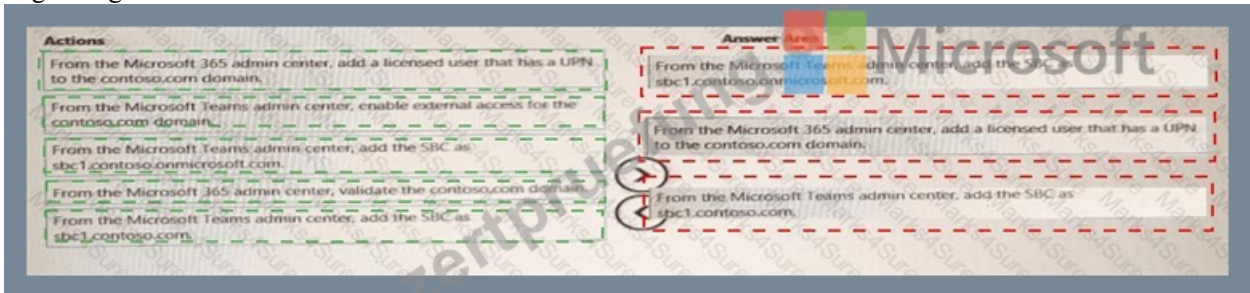 Actions
From the Microsoft 365 admin center, add a licensed user that has a UPN
to the contoso.com domain.
From the Microsoft Teams admin center, enable external access for the
contoso.com domain.
From the Microsoft Teams admin center, add the SBC as
sbc1.contoso.onmicrosoft.com.
From the Microsoft 365 admin center, validate the contoso.com domain.
From the Microsoft Teams admin center, add the SBC as
sbc1.contoso.com.
Answer Area
From the Microsoft Teams admin center, add the SBC as
sbc1.contoso.onmicrosoft.com.
From the Microsoft 365 admin center, add a licensed user that has a UPN
to the contoso.com domain.
From the Microsoft Teams admin center, add the SBC as
sbc1.contoso.com.
Microsoft
zertpruefung